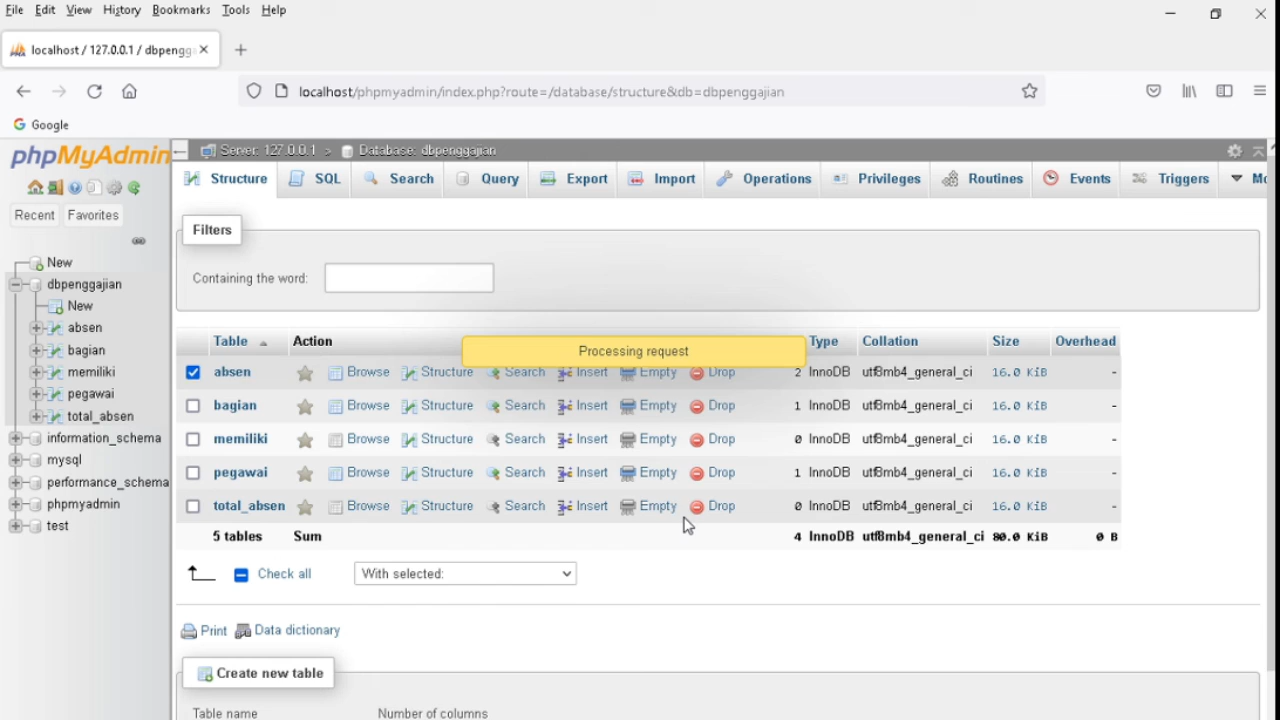 File Edit View History Bookmarks Tools Help
localhost / 127.0.0.1 / dbpengg
localhost/phpmyadmin/index.php?route=/database/structure&db=dbpenggajian
Google
phpMyAdmin
Server: 127.0.0.1 > Database: dbpenggajian
Structure SQL Search Query Export Import Operations Privileges Routines Events Triggers
Recent Favorites
New
dbpenggajian
New
absen
bagian
memiliki
pegawai
total_absen
information_schema
mysql
performance_schema
phpmyadmin
test
Filters
Containing the word:
Table Action Type Collation Size Overhead
Processing request
absen Browse Structure Search Insert Empty Drop 2 InnoDB utf8mb4_general_ci 16.0 KiB -
bagian Browse Structure Search Insert Empty Drop 1 InnoDB utf8mb4_general_ci 16.0 KiB -
memiliki Browse Structure Search Insert Empty Drop 0 InnoDB utf8mb4_general_ci 16.0 KiB -
pegawai Browse Structure Search Insert Empty Drop 1 InnoDB utf8mb4_general_ci 16.0 KiB -
total_absen Browse Structure Search Insert Empty Drop 0 InnoDB utf8mb4_general_ci 16.0 KiB -
5 tables Sum 4 InnoDB utf8mb4_general_ci 80.0 KiB 0 B
Check all With selected:
Print Data dictionary
Create new table
Table name Number of columns